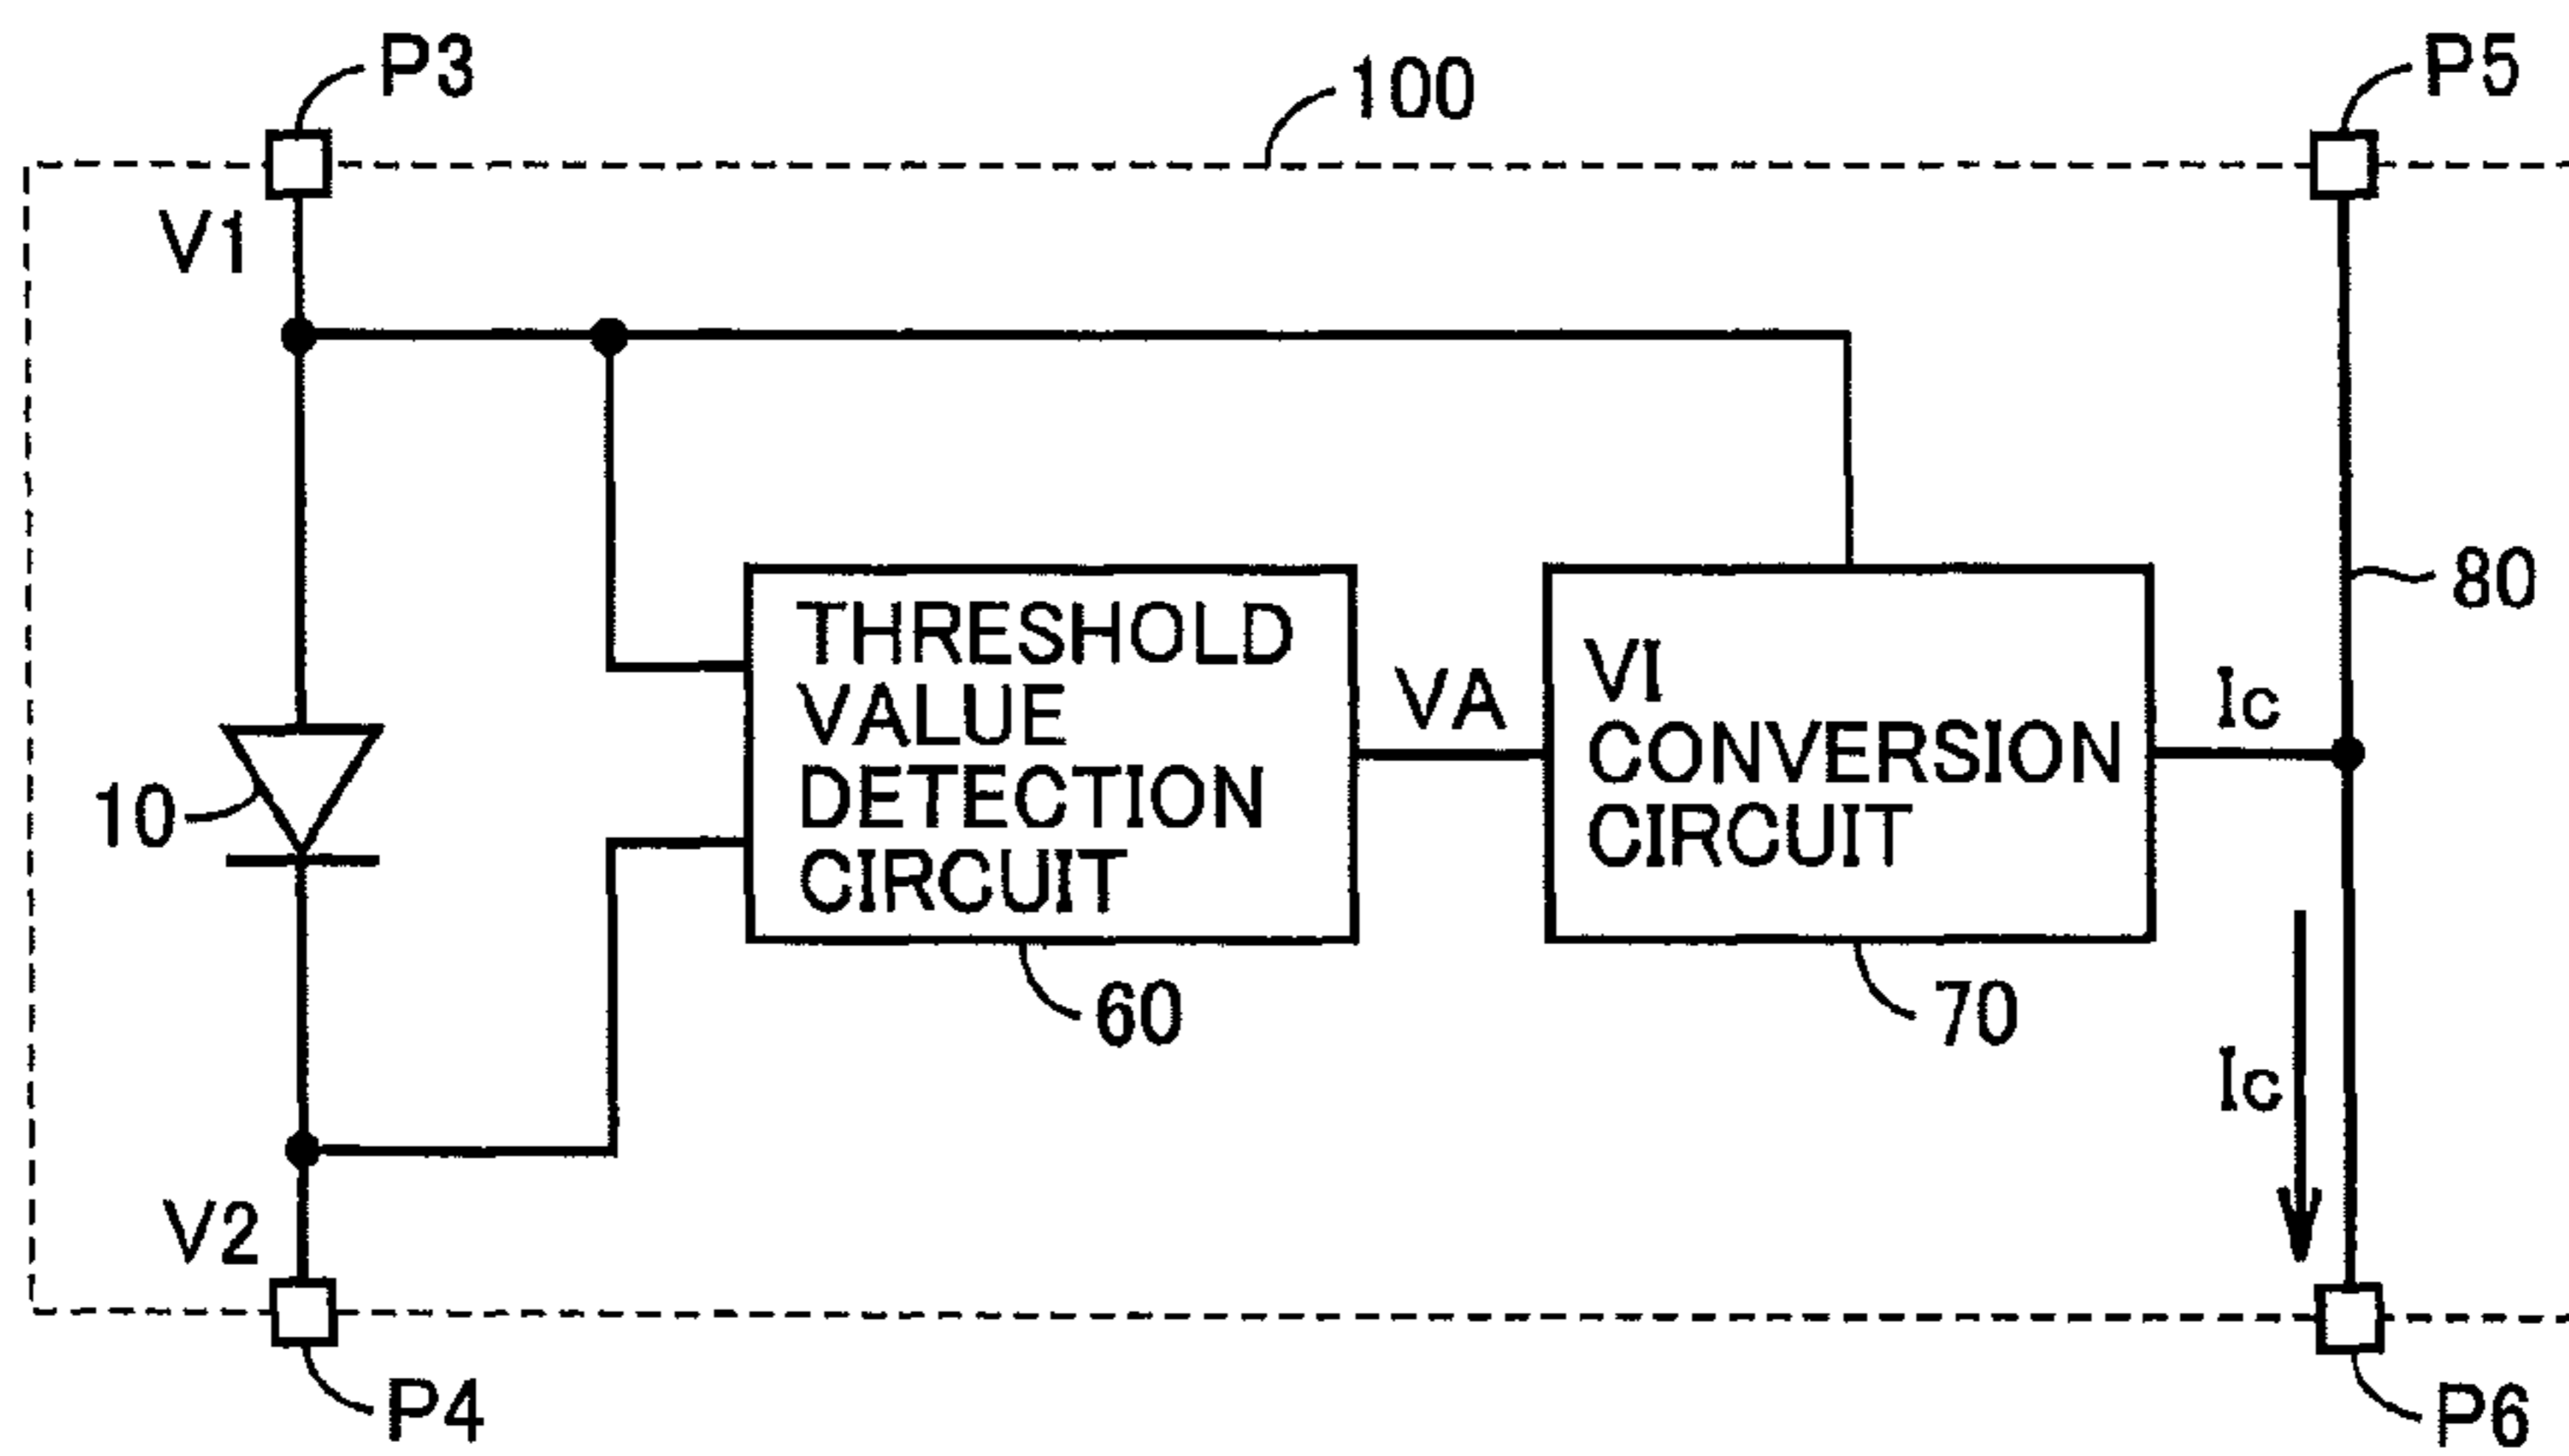 P3
100
P5
V1
THRESHOLD
VALUE
DETECTION
CIRCUIT
VA
VI
CONVERSION
CIRCUIT
Ic
80
10
60
70
Ic
V2
P4
P6